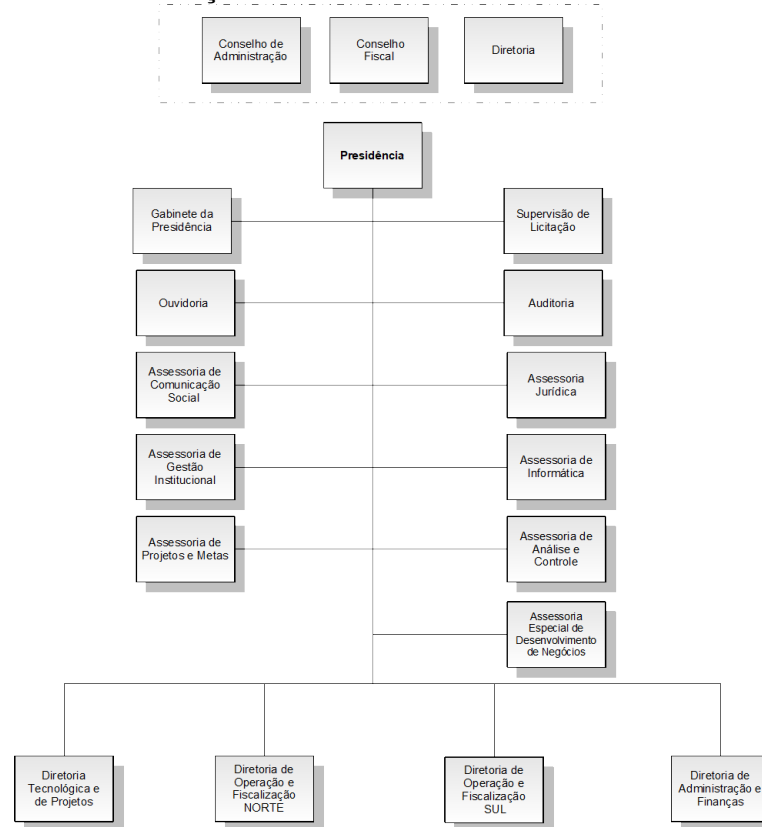 Conselho de
Administração
Conselho
Fiscal
Diretoria
Presidência
Gabinete da
Presidência
Supervisão de
Licitação
Ouvidoria
Auditoria
Assessoria de
Comunicação
Social
Assessoria
Jurídica
Assessoria de
Gestão
Institucional
Assessoria de
Informática
Assessoria de
Projetos e Metas
Assessoria de
Análise e
Controle
Assessoria
Especial de
Desenvolvimento
de Negócios
Diretoria
Tecnológica e
de Projetos
Diretoria de
Operação e
Fiscalização
NORTE
Diretoria de
Operação e
Fiscalização
SUL
Diretoria de
Administração e
Finanças